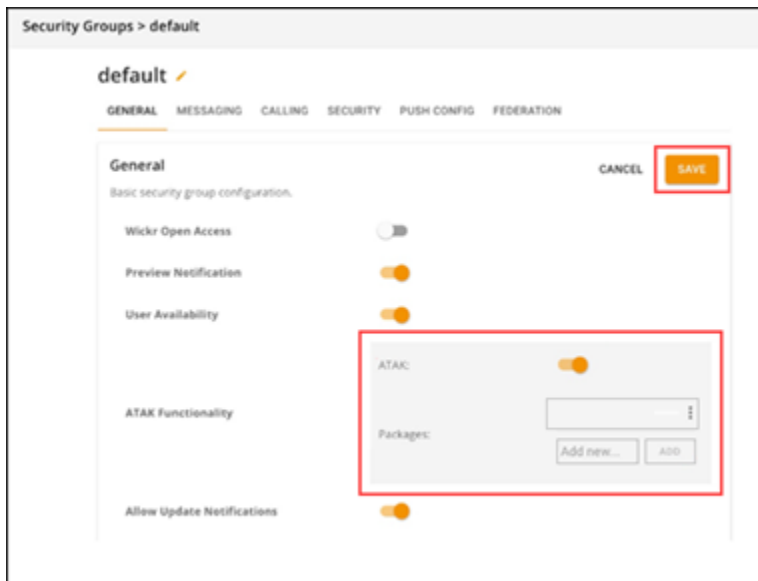 Security Groups > default
default
GENERAL MESSAGING CALLING SECURITY PUSH CONFIG FEDERATION
General
CANCEL SAVE
Basic security group configuration.
Wickr Open Access
Preview Notification
User Availability
ATAK:
ATAK Functionality
Packages:
Add new... ADD
Allow Update Notifications